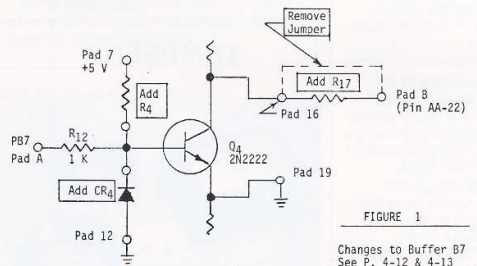 Remove
Jumper
Pad 7
+5 V
Add R17
Pad B
(Pin AA-22)
Add
R4
Pad 16
PB7
Pad A
R12
1 K
Q4
2N2222
Pad 19
Add CR4
Pad 12
FIGURE 1
Changes to Buffer B7
See P. 4-12 & 4-13